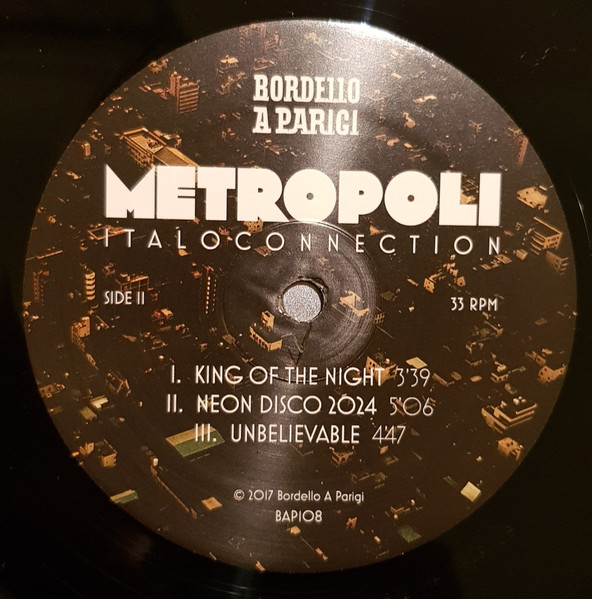 BORDELLO
A PARIGI
METROPOLI
ITALOCONNECTION
SIDE II 33 RPM
I. KING OF THE NIGHT 3'39
II. NEON DISCO 2024 5'06
III. UNBELIEVABLE 4'47
© 2017 Bordello A Parigi
BAP108